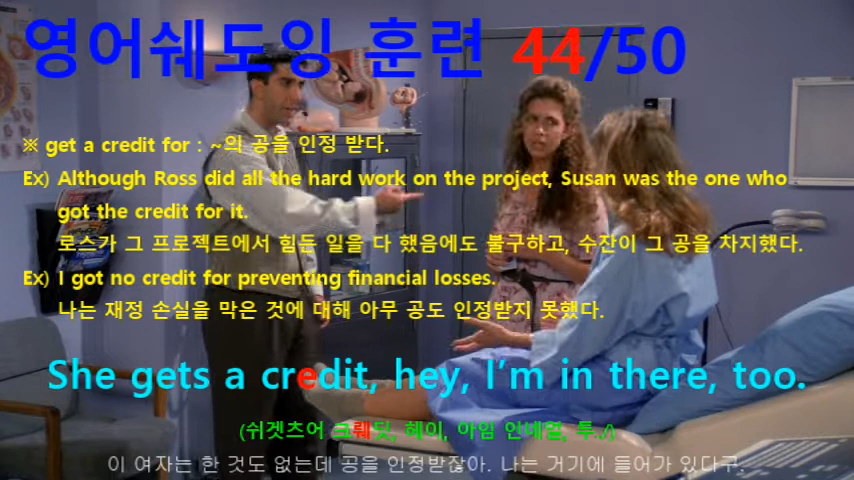 영어쉐도잉 훈련 44/50
※ get a credit for : ~의 공을 인정 받다.
Ex) Although Ross did all the hard work on the project, Susan was the one who
got the credit for it.
로스가 그 프로젝트에서 힘든 일을 다 했음에도 불구하고, 수잔이 그 공을 차지했다.
Ex) I got no credit for preventing financial losses.
나는 재정 손실을 막은 것에 대해 아무 공도 인정받지 못했다.
She gets a credit, hey, I'm in there, too.
(쉬겟츠어 크뤠딧, 헤이, 아임 인네얼, 투./)
이 여자는 한 것도 없는데 공을 인정받잖아. 나는 거기에 들어가 있다구.